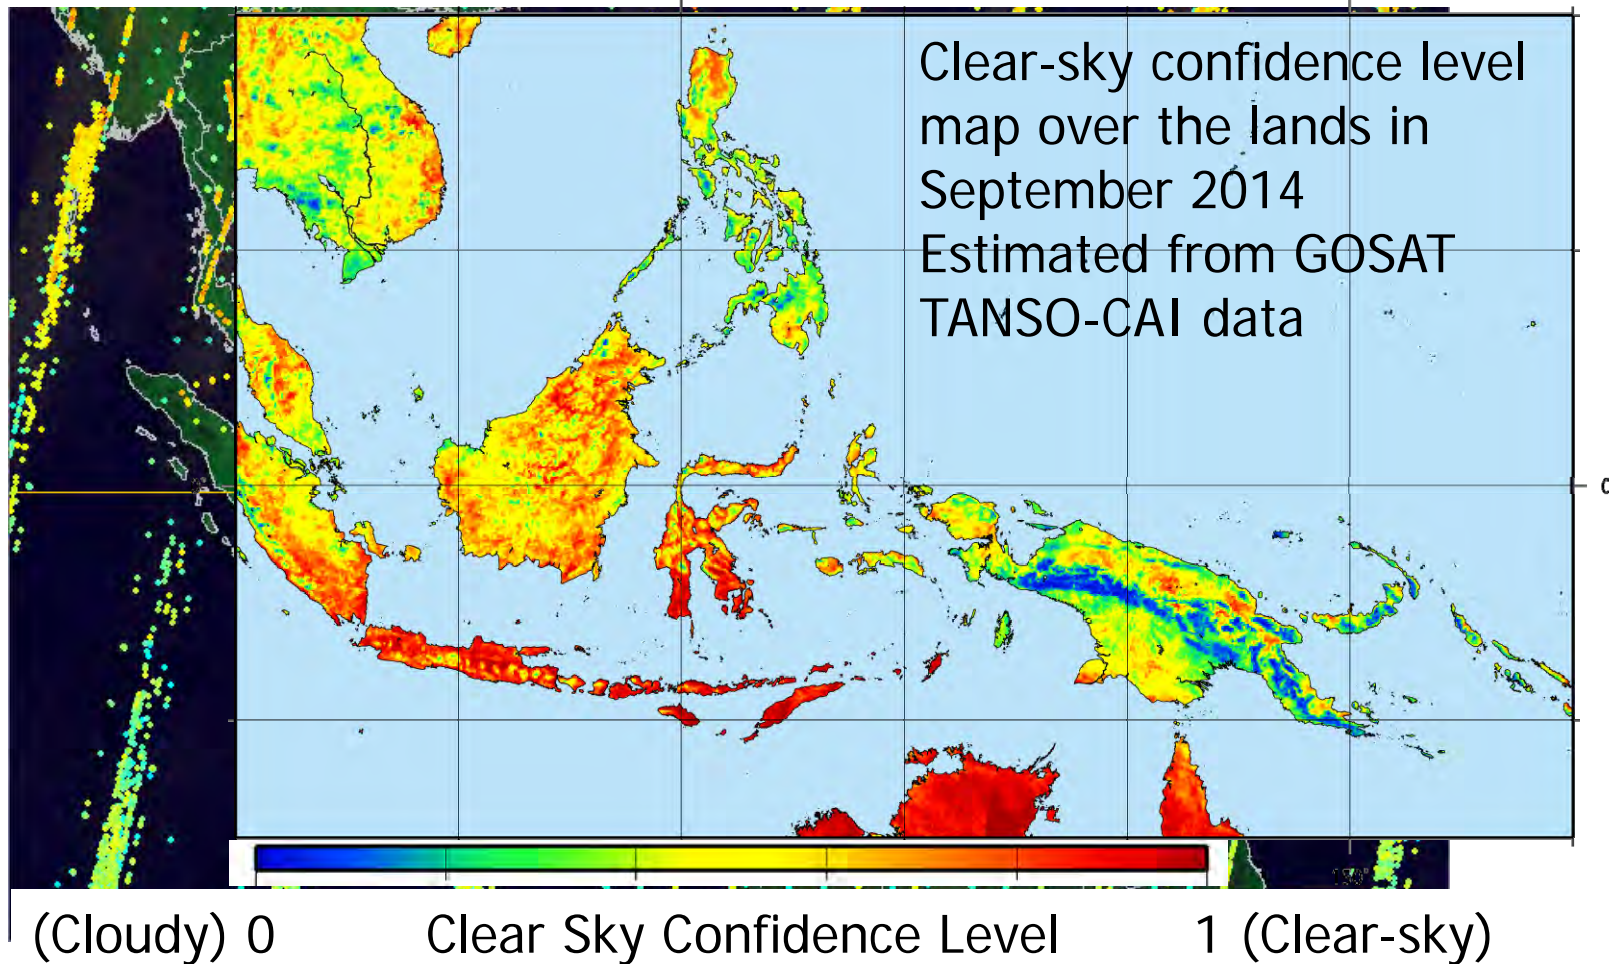 Clear-sky confidence level
map over the lands in
September 2014
Estimated from GOSAT
TANSO-CAI data
(Cloudy) 0 Clear Sky Confidence Level 1 (Clear-sky)